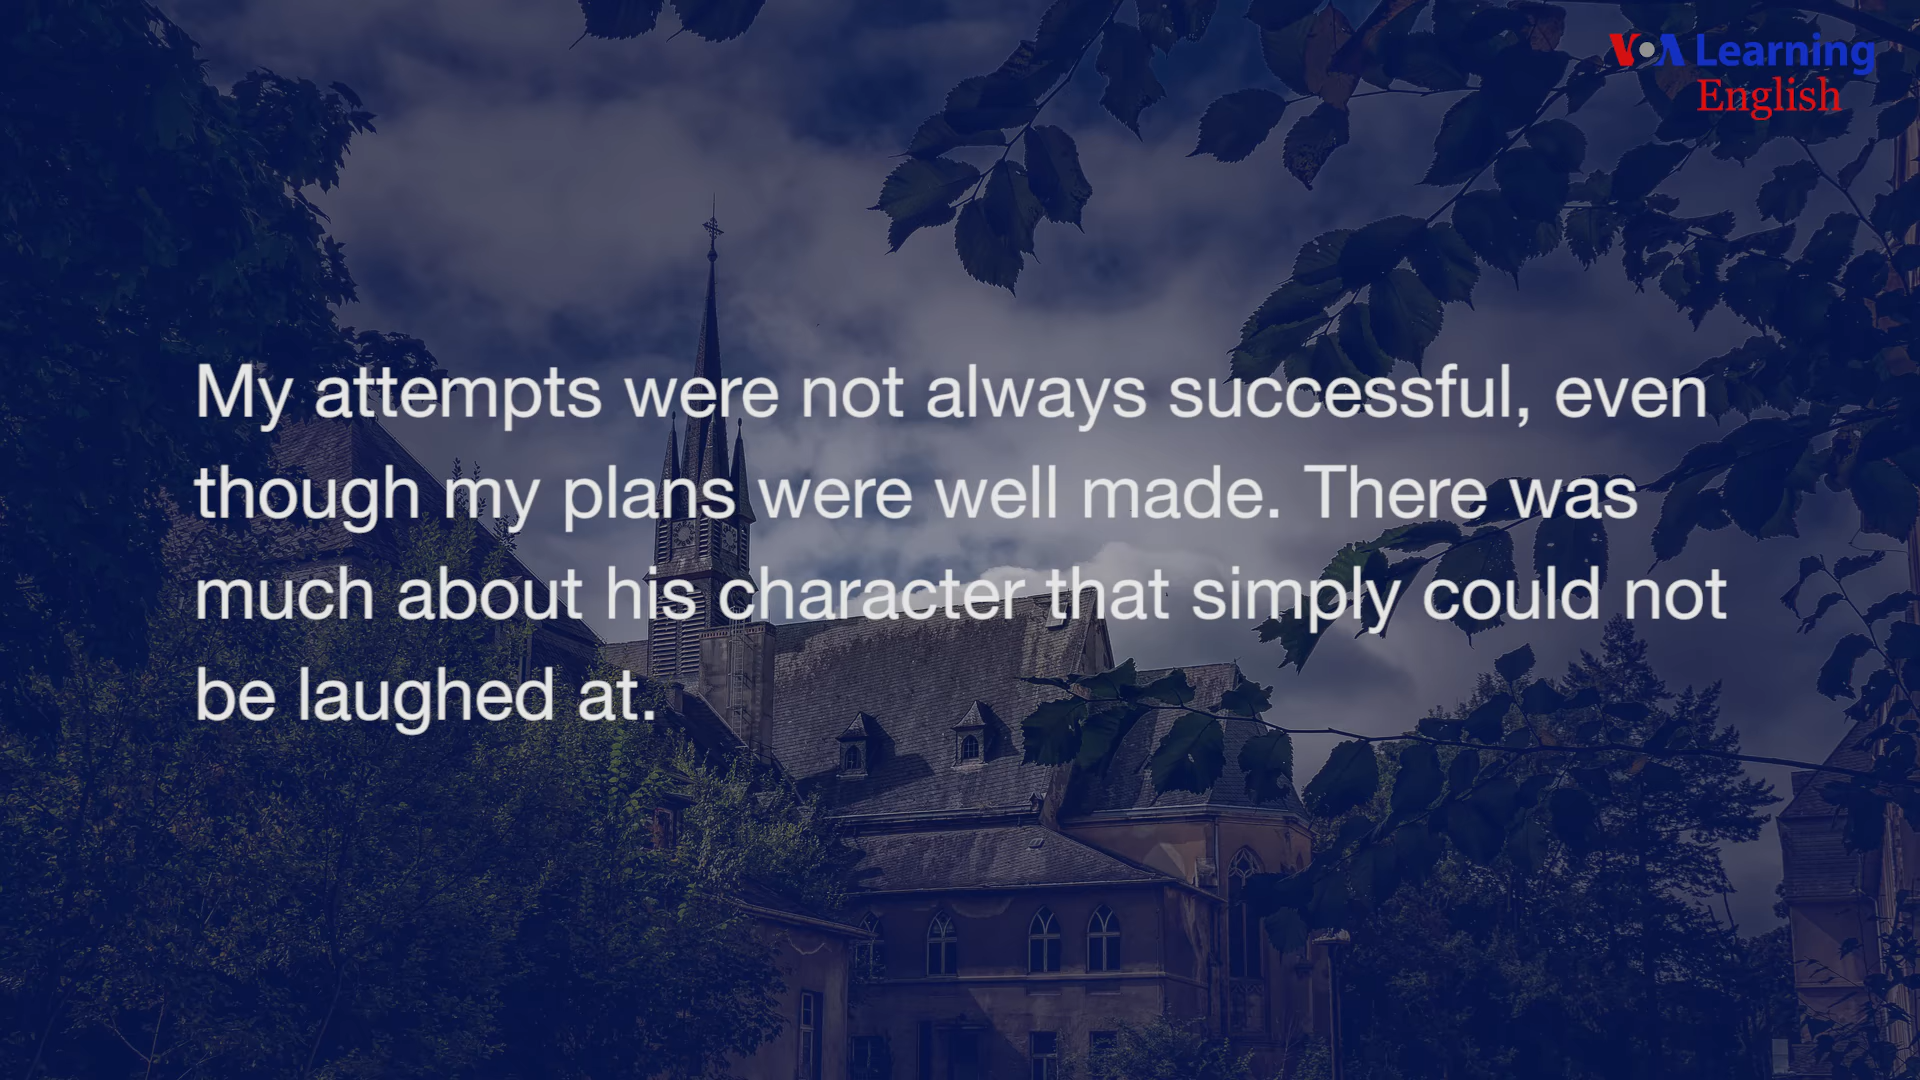 VOA Learning
English
My attempts were not always successful, even
though my plans were well made. There was
much about his character that simply could not
be laughed at.